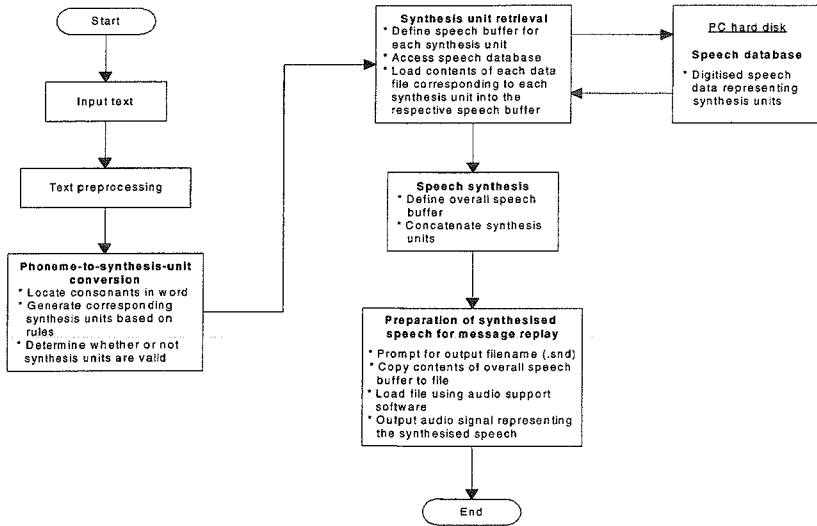 Start
Input text
Text preprocessing
Phoneme-to-synthesis-unit
conversion
* Locate consonants in word
* Generate corresponding
synthesis units based on
rules
* Determine whether or not
synthesis units are valid
Synthesis unit retrieval
* Define speech buffer for
each synthesis unit
* Access speech database
* Load contents of each data
file corresponding to each
synthesis unit into the
respective speech buffer
PC hard disk
Speech database
* Digitised speech
data representing
synthesis units
Speech synthesis
* Define overall speech
buffer
* Concatenate synthesis
units
Preparation of synthesised
speech for message replay
* Prompt for output filename (.snd)
* Copy contents of overall speech
buffer to file
* Load file using audio support
software
* Output audio signal representing
the synthesised speech
End